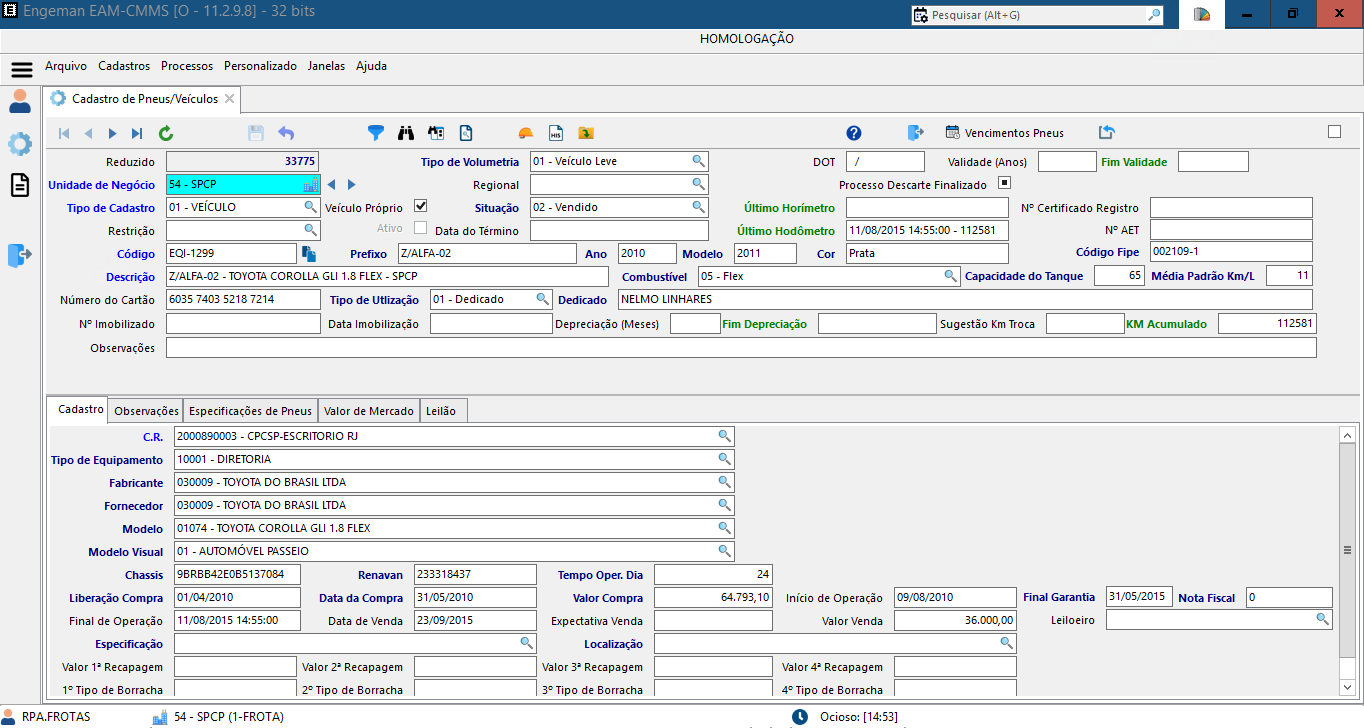 Engeman EAM-CMMS [O - 11.2.9.8] - 32 bits
Pesquisar (Alt+G)
HOMOLOGAÇÃO
Arquivo Cadastros Processos Personalizado Janelas Ajuda
Cadastro de Pneus/Veículos
HIS ? Vencimentos Pneus
Reduzido 33775 Tipo de Volumetria 01 - Veículo Leve DOT / Validade (Anos) Fim Validade
Unidade de Negócio 54 - SPCP Regional Processo Descarte Finalizado
Tipo de Cadastro 01 - VEÍCULO Veículo Próprio Situação 02 - Vendido Último Horímetro Nº Certificado Registro
Restrição Ativo Data do Término Último Hodômetro 11/08/2015 14:55:00 - 112581 Nº AET
Código EQI-1299 Prefixo Z/ALFA-02 Ano 2010 Modelo 2011 Cor Prata Código Fipe 002109-1
Descrição Z/ALFA-02 - TOYOTA COROLLA GLI 1.8 FLEX - SPCP Combustível 05 - Flex Capacidade do Tanque 65 Média Padrão Km/L 11
Número do Cartão 6035 7403 5218 7214 Tipo de Utlização 01 - Dedicado Dedicado NELMO LINHARES
Nº Imobilizado Data Imobilização Depreciação (Meses) Fim Depreciação Sugestão Km Troca KM Acumulado 112581
Observações
Cadastro Observações Especificações de Pneus Valor de Mercado Leilão
C.R. 2000890003 - CPCSP-ESCRITORIO RJ
Tipo de Equipamento 10001 - DIRETORIA
Fabricante 030009 - TOYOTA DO BRASIL LTDA
Fornecedor 030009 - TOYOTA DO BRASIL LTDA
Modelo 01074 - TOYOTA COROLLA GLI 1.8 FLEX
Modelo Visual 01 - AUTOMÓVEL PASSEIO
Chassis 9BRBB42E0B5137084 Renavan 233318437 Tempo Oper. Dia 24
Liberação Compra 01/04/2010 Data da Compra 31/05/2010 Valor Compra 64.793,10 Início de Operação 09/08/2010 Final Garantia 31/05/2015 Nota Fiscal 0
Final de Operação 11/08/2015 14:55:00 Data de Venda 23/09/2015 Expectativa Venda Valor Venda 36.000,00 Leiloeiro
Especificação Localização
Valor 1ª Recapagem Valor 2ª Recapagem Valor 3ª Recapagem Valor 4ª Recapagem
1º Tipo de Borracha 2º Tipo de Borracha 3º Tipo de Borracha 4º Tipo de Borracha
RPA.FROTAS 54 - SPCP (1-FROTA) Ocioso: [14:53]